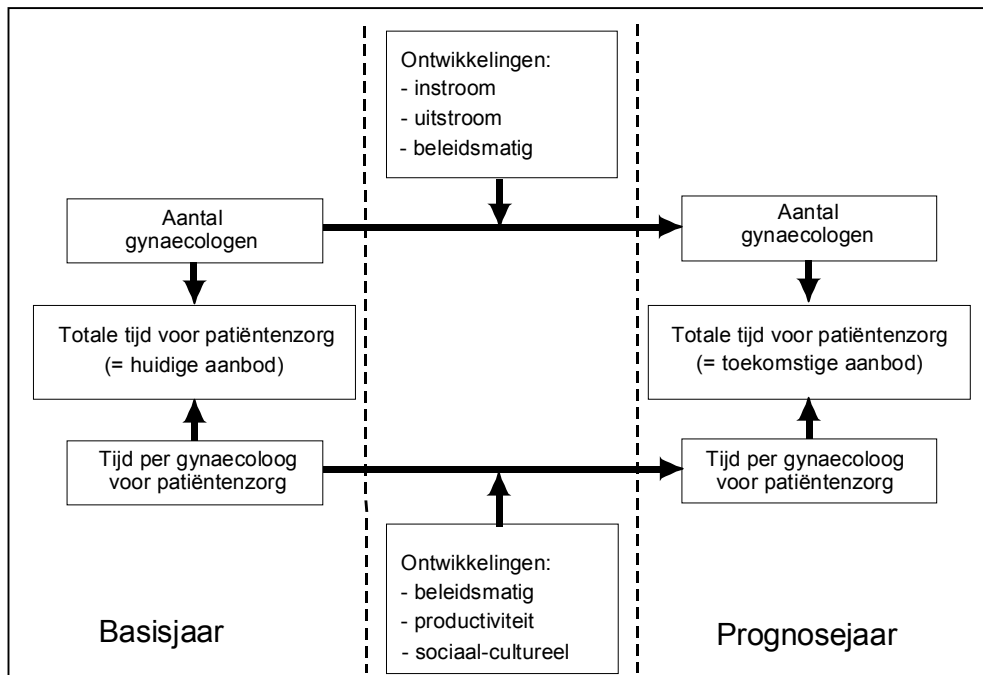 Ontwikkelingen:
- instroom
- uitstroom
- beleidsmatig
Aantal
gynaecologen
Aantal
gynaecologen
Totale tijd voor patiëntenzorg
(= huidige aanbod)
Totale tijd voor patiëntenzorg
(= toekomstige aanbod)
Tijd per gynaecoloog
voor patiëntenzorg
Tijd per gynaecoloog
voor patiëntenzorg
Ontwikkelingen:
- beleidsmatig
- productiviteit
- sociaal-cultureel
Basisjaar
Prognosejaar